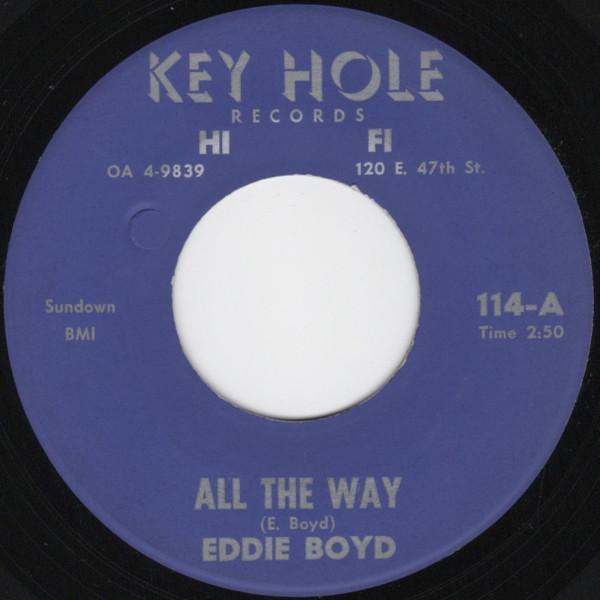 KEY HOLE
RECORDS
HI FI
OA 4-9839 120 E. 47th St.
Sundown 114-A
BMI Time 2:50
ALL THE WAY
(E. Boyd)
EDDIE BOYD